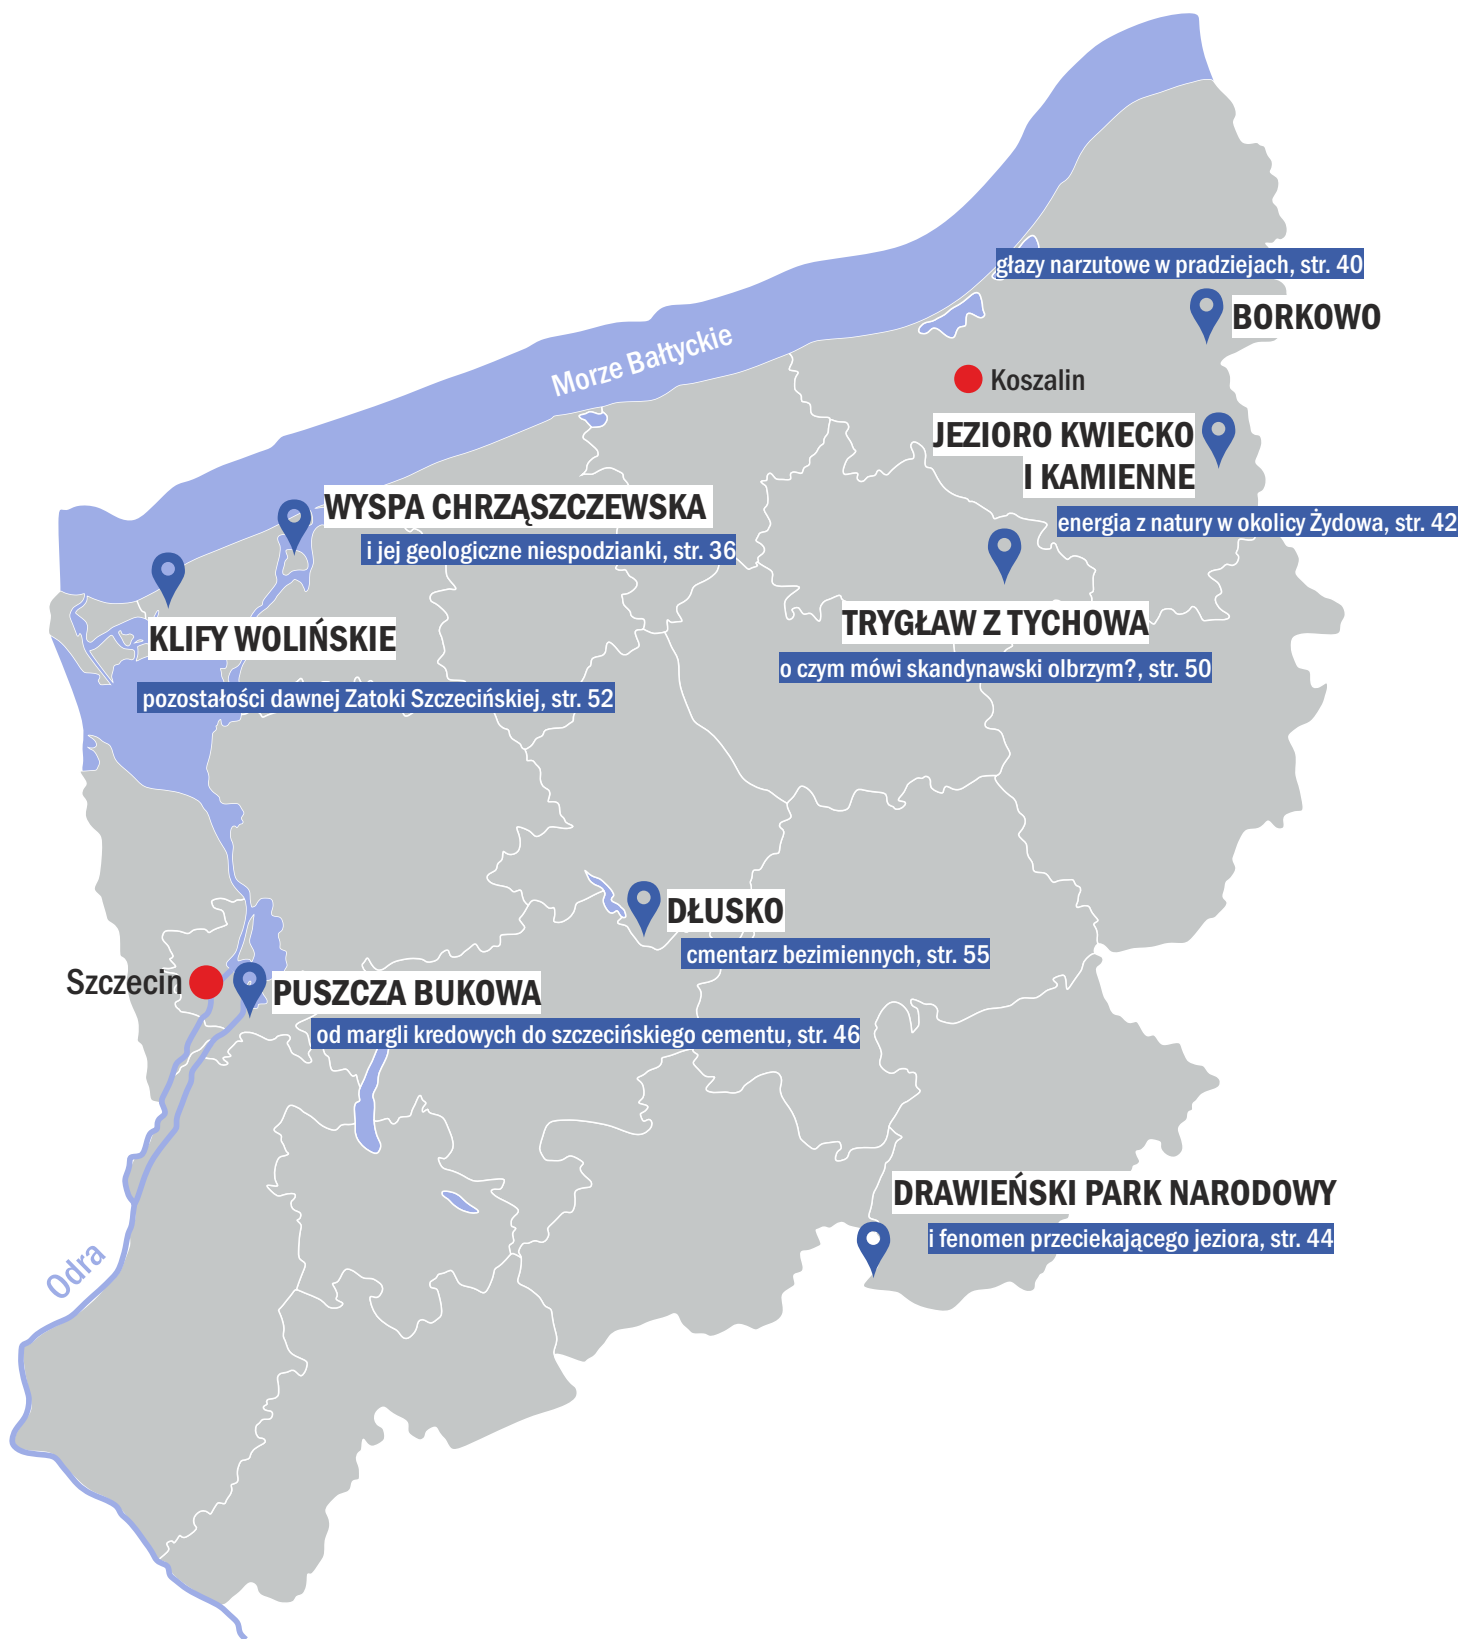 głazy narzutowe w pradziejach, str. 40
BORKOWO
Morze Bałtyckie
Koszalin
JEZIORO KWIECKO
I KAMIENNE
energia z natury w okolicy Żydowa, str. 42
WYSPA CHRZĄSZCZEWSKA
i jej geologiczne niespodzianki, str. 36
TRYGŁAW Z TYCHOWA
o czym mówi skandynawski olbrzym?, str. 50
KLIFY WOLIŃSKIE
pozostałości dawnej Zatoki Szczecińskiej, str. 52
DŁUSKO
cmentarz bezimiennych, str. 55
Szczecin
PUSZCZA BUKOWA
od margli kredowych do szczecińskiego cementu, str. 46
DRAWIEŃSKI PARK NARODOWY
i fenomen przeciekającego jeziora, str. 44
Odra